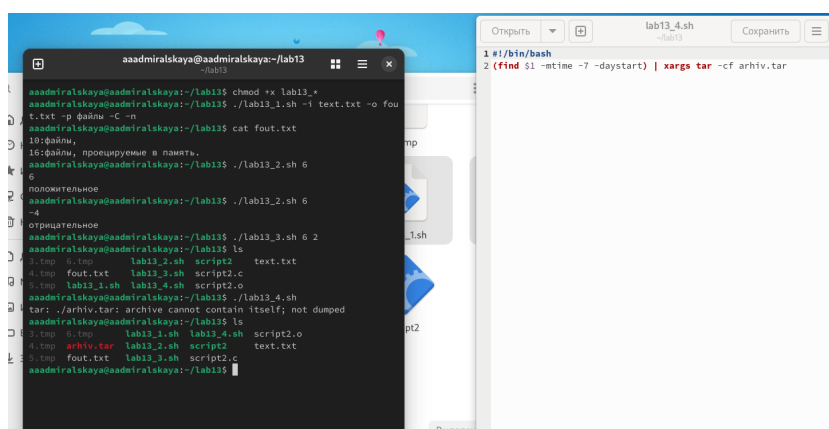 aaadmiralskaya@aadmiralskaya:~/lab13
~/lab13
aaadmiralskaya@aadmiralskaya:~/lab13$ chmod +x lab13_*
aaadmiralskaya@aadmiralskaya:~/lab13$ ./lab13_1.sh -i text.txt -o fou
t.txt -p файлы -C -n
aaadmiralskaya@aadmiralskaya:~/lab13$ cat fout.txt
10:файлы,
16:файлы, проецируемые в память.
aaadmiralskaya@aadmiralskaya:~/lab13$ ./lab13_2.sh 6
6
положительное
aaadmiralskaya@aadmiralskaya:~/lab13$ ./lab13_2.sh 6
-4
отрицательное
aaadmiralskaya@aadmiralskaya:~/lab13$ ./lab13_3.sh 6 2
aaadmiralskaya@aadmiralskaya:~/lab13$ ls
3.tmp 6.tmp lab13_2.sh script2 text.txt
4.tmp fout.txt lab13_3.sh script2.c
5.tmp lab13_1.sh lab13_4.sh script2.o
aaadmiralskaya@aadmiralskaya:~/lab13$ ./lab13_4.sh
tar: ./arhiv.tar: archive cannot contain itself; not dumped
aaadmiralskaya@aadmiralskaya:~/lab13$ ls
3.tmp 6.tmp lab13_1.sh lab13_4.sh script2.o
4.tmp arhiv.tar lab13_2.sh script2 text.txt
5.tmp fout.txt lab13_3.sh script2.c
aaadmiralskaya@aadmiralskaya:~/lab13$
mp
_1.sh
pt2
Открыть
lab13_4.sh
~/lab13
Сохранить
1 #!/bin/bash
2 (find $1 -mtime -7 -daystart) | xargs tar -cf arhiv.tar